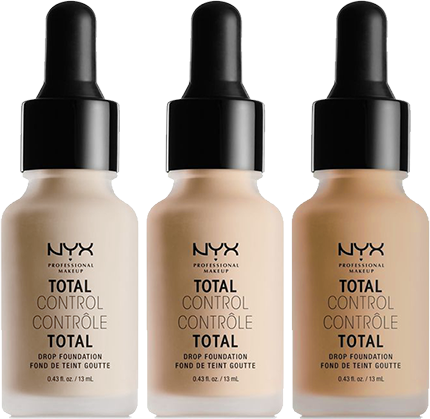 NYX
PROFESSIONAL
MAKEUP
TOTAL
CONTROL
CONTRÔLE
TOTAL
DROP FOUNDATION
FOND DE TEINT GOUTTE
0.43 fl. oz. / 13 mL
NYX
PROFESSIONAL
MAKEUP
TOTAL
CONTROL
CONTRÔLE
TOTAL
DROP FOUNDATION
FOND DE TEINT GOUTTE
0.43 fl. oz. / 13 mL
NYX
PROFESSIONAL
MAKEUP
TOTAL
CONTROL
CONTRÔLE
TOTAL
DROP FOUNDATION
FOND DE TEINT GOUTTE
0.43 fl. oz. / 13 mL